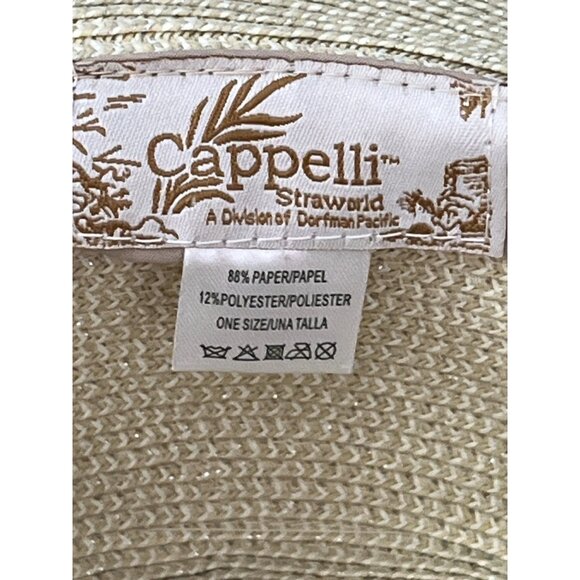 Cappelli™
Straworld
A Division of Dorfman Pacific
88% PAPER/PAPEL
12%POLYESTER/POLIESTER
ONE SIZE/UNA TALLA